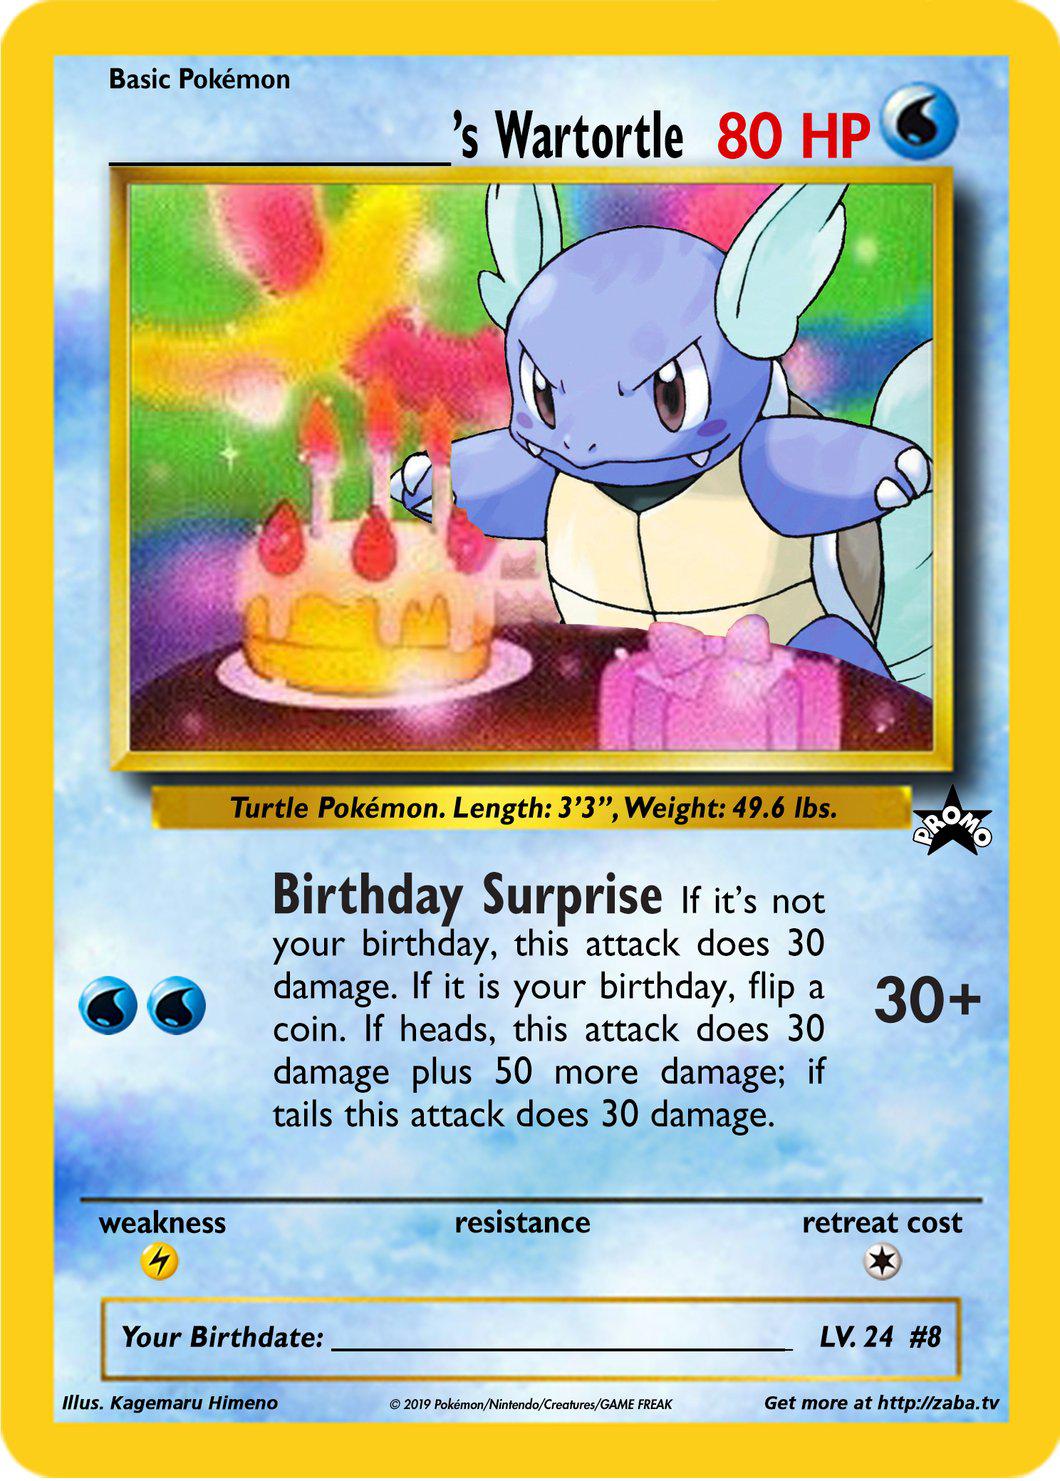 Basic Pokémon
_______________'s Wartortle 80 HP
Turtle Pokémon. Length: 3'3", Weight: 49.6 lbs.
PROMO
Birthday Surprise If it's not
your birthday, this attack does 30
damage. If it is your birthday, flip a
coin. If heads, this attack does 30
damage plus 50 more damage; if
tails this attack does 30 damage.
30+
weakness resistance retreat cost
Your Birthdate: _______________ LV. 24 #8
Illus. Kagemaru Himeno © 2019 Pokémon/Nintendo/Creatures/GAME FREAK Get more at http://zaba.tv